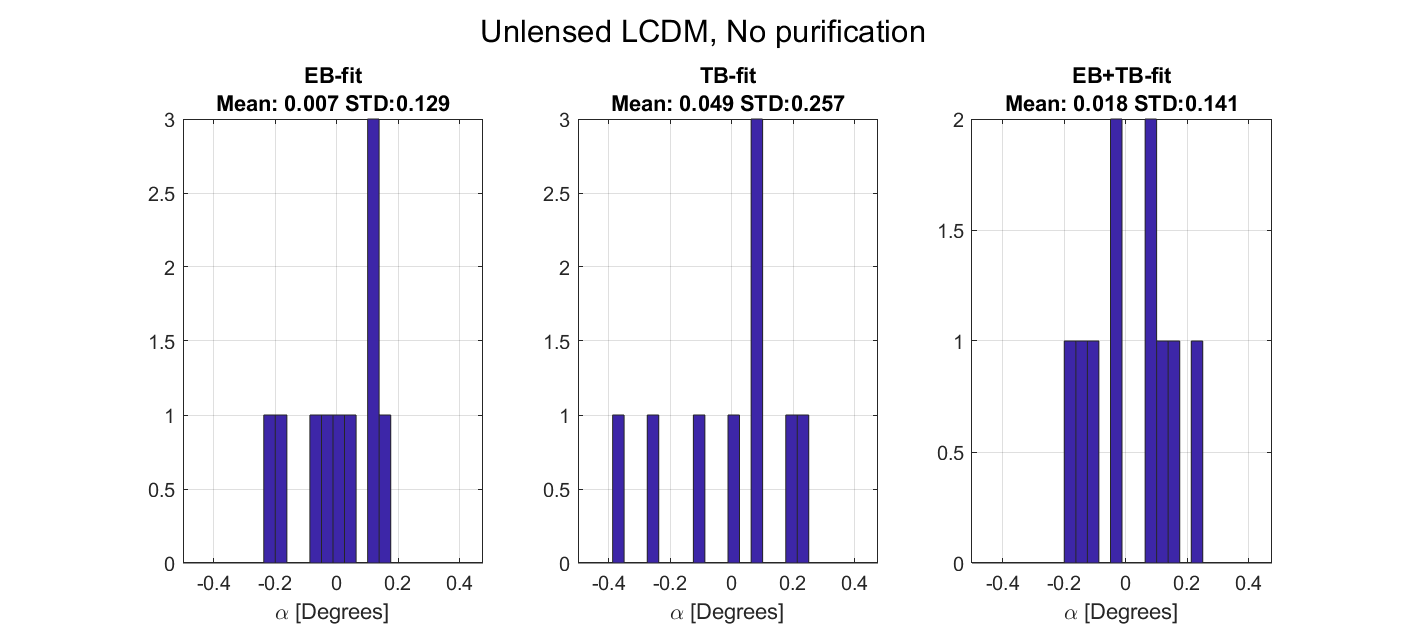 Unlensed LCDM, No purification
EB-fit
Mean: 0.007 STD:0.129
3
2.5
2
1.5
1
0.5
0
-0.4 -0.2 0 0.2 0.4
α [Degrees]
TB-fit
Mean: 0.049 STD:0.257
3
2.5
2
1.5
1
0.5
0
-0.4 -0.2 0 0.2 0.4
α [Degrees]
EB+TB-fit
Mean: 0.018 STD:0.141
2
1.5
1
0.5
0
-0.4 -0.2 0 0.2 0.4
α [Degrees]